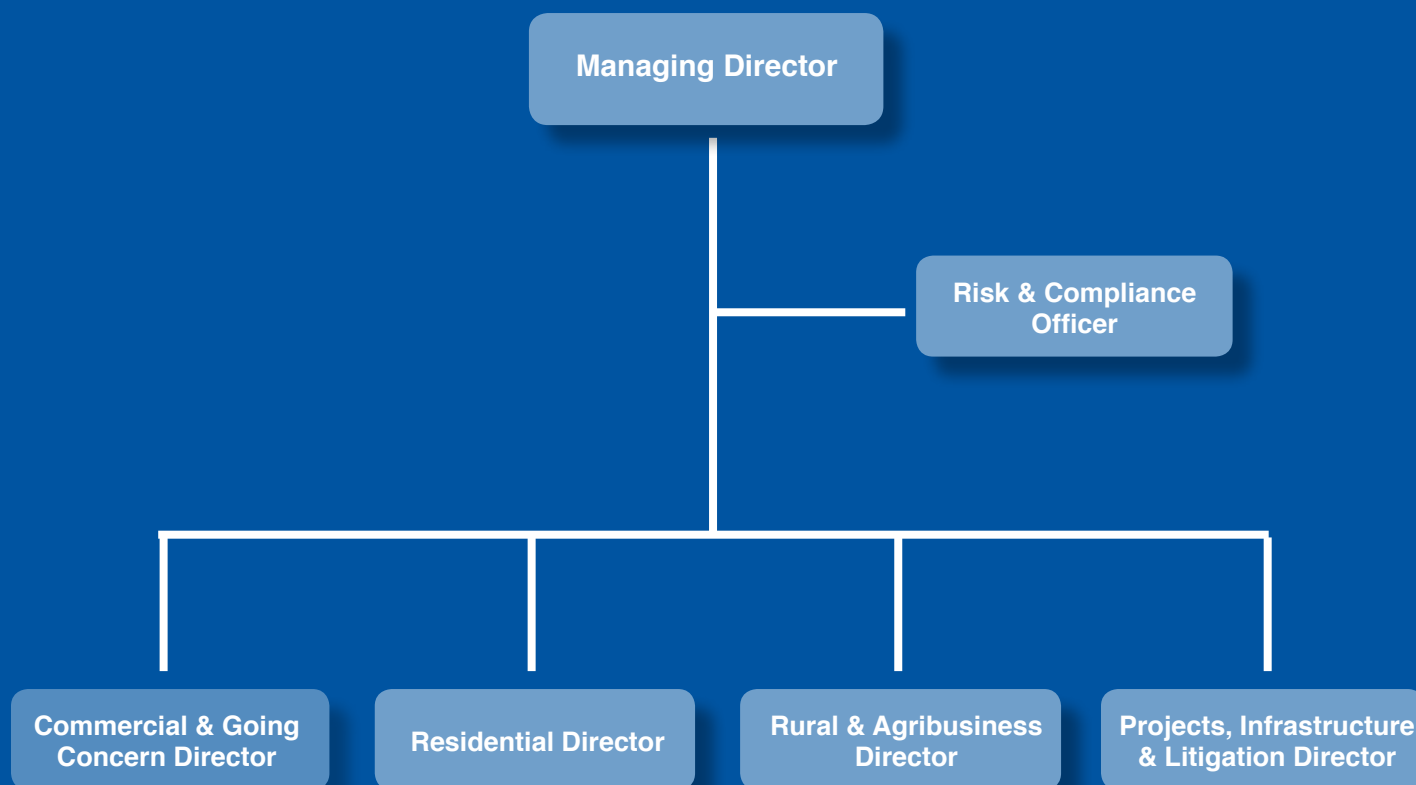 Managing Director
Risk & Compliance
Officer
Commercial & Going
Concern Director
Residential Director
Rural & Agribusiness
Director
Projects, Infrastructure
& Litigation Director